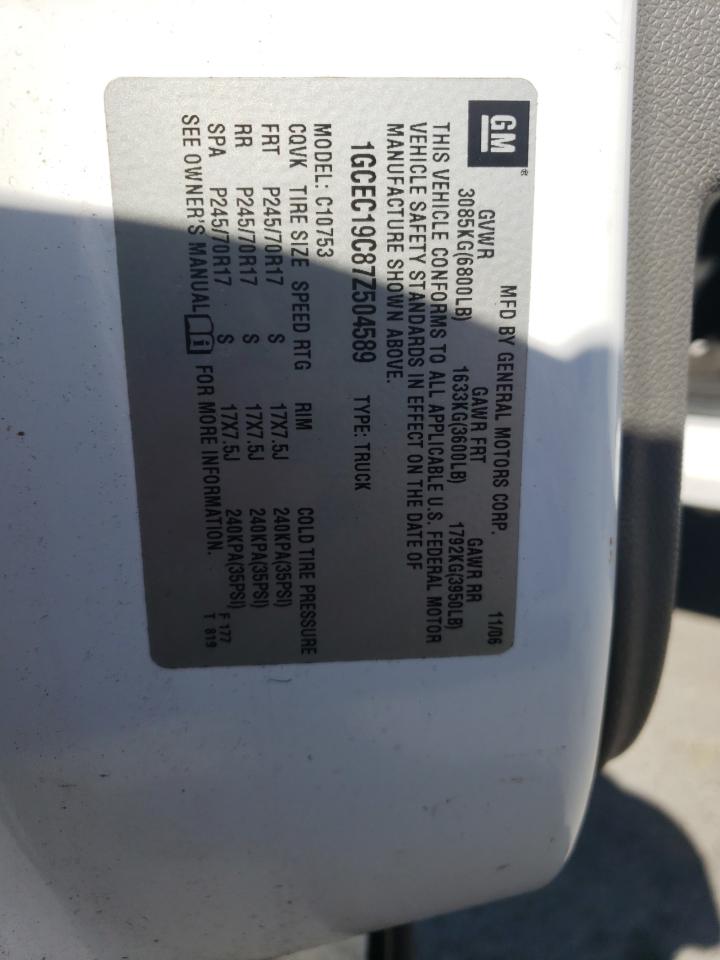 GM®
MFD BY GENERAL MOTORS CORP. 11/06
GVWR GAWR FRT GAWR RR
3085KG(6800LB) 1633KG(3600LB) 1792KG(3950LB)
THIS VEHICLE CONFORMS TO ALL APPLICABLE U.S. FEDERAL MOTOR
VEHICLE SAFETY STANDARDS IN EFFECT ON THE DATE OF
MANUFACTURE SHOWN ABOVE.
1GCEC19C87Z504589 TYPE: TRUCK
MODEL: C10753
CQVK TIRE SIZE SPEED RTG RIM COLD TIRE PRESSURE
FRT P245/70R17 S 17X7.5J 240KPA(35PSI)
RR P245/70R17 S 17X7.5J 240KPA(35PSI)
SPA P245/70R17 S 17X7.5J 240KPA(35PSI)
SEE OWNER'S MANUAL FOR MORE INFORMATION.
F 177
T 819